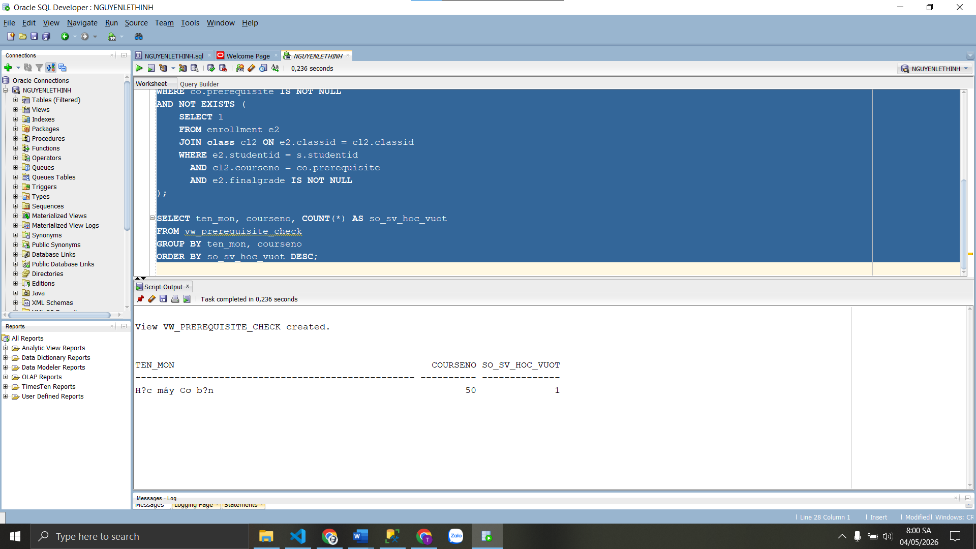 Oracle SQL Developer : NGUYENLETHINH
File Edit View Navigate Run Source Team Tools Window Help
Connections
NGUYENLETHINH.sql
Welcome Page
NGUYENLETHINH
0,236 seconds
NGUYENLETHINH
Worksheet
Query Builder
Oracle Connections
NGUYENLETHINH
Tables (Filtered)
Views
Indexes
Packages
Procedures
Functions
Operators
Queues
Queues Tables
Triggers
Types
Sequences
Materialized Views
Materialized View Logs
Synonyms
Public Synonyms
Database Links
Public Database Links
Directories
Editions
Java
XML Schemas
WHERE co.prerequisite IS NOT NULL
AND NOT EXISTS (
SELECT 1
FROM enrollment e2
JOIN class cl2 ON e2.classid = cl2.classid
WHERE e2.studentid = s.studentid
AND cl2.courseno = co.prerequisite
AND e2.finalgrade IS NOT NULL
);
SELECT ten_mon, courseno, COUNT(*) AS so_sv_hoc_vuot
FROM vw_prerequisite_check
GROUP BY ten_mon, courseno
ORDER BY so_sv_hoc_vuot DESC;
Script Output
Task completed in 0,236 seconds
View VW_PREREQUISITE_CHECK created.
TEN_MON COURSENO SO_SV_HOC_VUOT
H?c máy Co b?n 50 1
Reports
All Reports
Analytic View Reports
Data Dictionary Reports
Data Modeler Reports
OLAP Reports
TimesTen Reports
User Defined Reports
Messages - Log
Messages Logging Page Statements
Line 28 Column 1 Insert Modified Windows: CF
Type here to search
Zalo
8:00 SA
04/05/2026